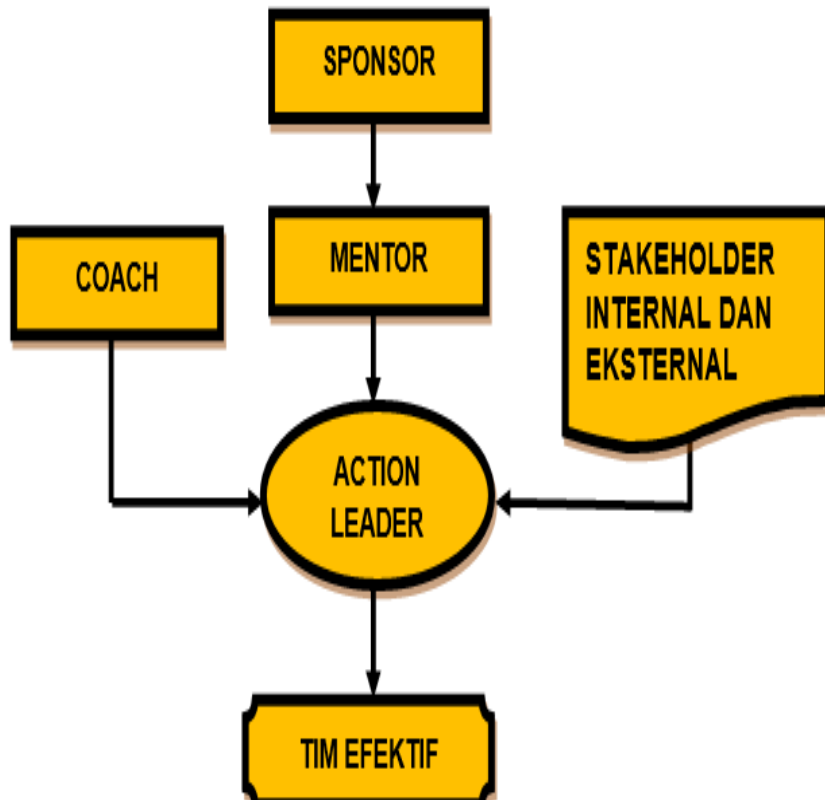 SPONSOR
MENTOR
COACH
STAKEHOLDER
INTERNAL DAN
EKSTERNAL
ACTION
LEADER
TIM EFEKTIF